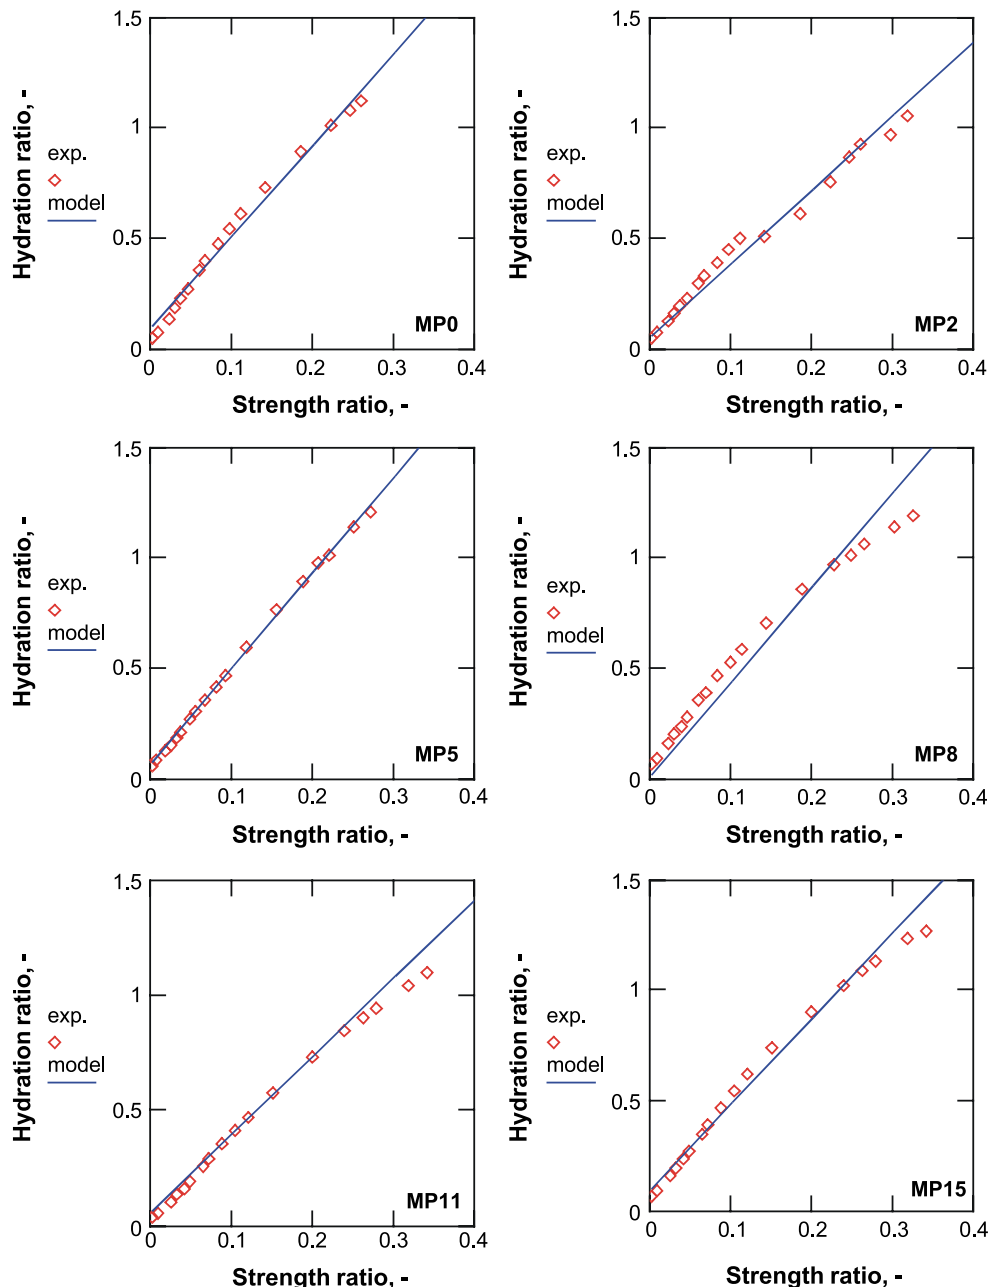 1.5
1
0.5
0
0 0.1 0.2 0.3 0.4
Hydration ratio, -
Strength ratio, -
exp.
model
MP0
1.5
1
0.5
0
0 0.1 0.2 0.3 0.4
Hydration ratio, -
Strength ratio, -
exp.
model
MP2
1.5
1
0.5
0
0 0.1 0.2 0.3 0.4
Hydration ratio, -
Strength ratio, -
exp.
model
MP5
1.5
1
0.5
0
0 0.1 0.2 0.3 0.4
Hydration ratio, -
Strength ratio, -
exp.
model
MP8
1.5
1
0.5
0
0 0.1 0.2 0.3 0.4
Hydration ratio, -
Strength ratio, -
exp.
model
MP11
1.5
1
0.5
0
0 0.1 0.2 0.3 0.4
Hydration ratio, -
Strength ratio, -
exp.
model
MP15